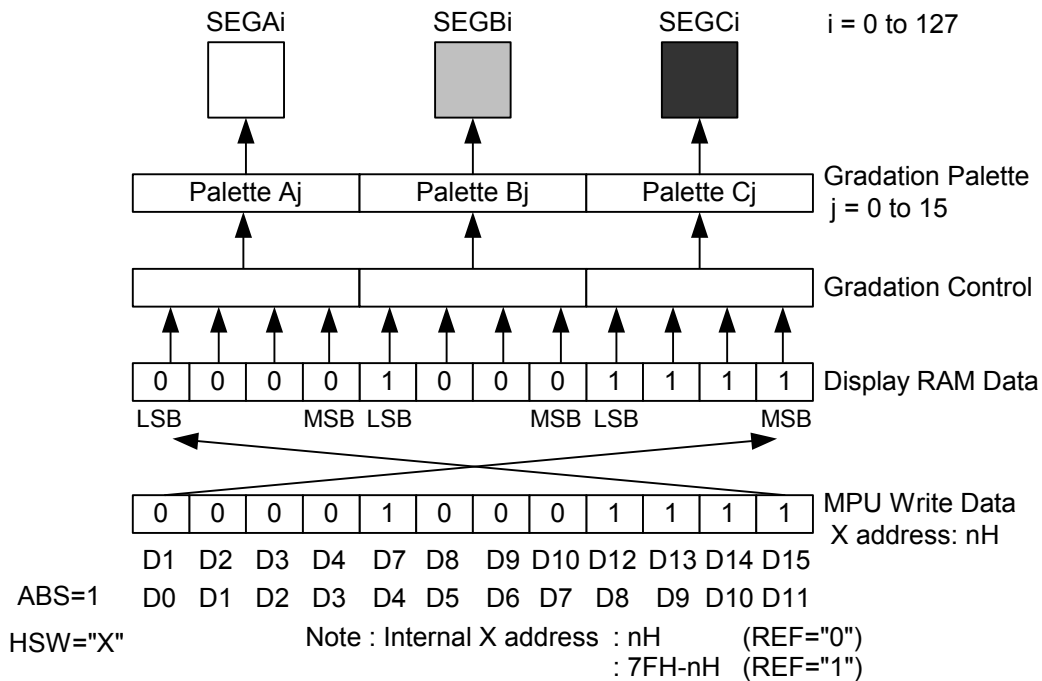 SEGAi SEGBi SEGCi i = 0 to 127
Palette Aj Palette Bj Palette Cj Gradation Palette
j = 0 to 15
Gradation Control
0 0 0 0 1 0 0 0 1 1 1 1 Display RAM Data
LSB MSB LSB MSB LSB MSB
0 0 0 0 1 0 0 0 1 1 1 1 MPU Write Data
X address: nH
D1 D2 D3 D4 D7 D8 D9 D10 D12 D13 D14 D15
ABS=1 D0 D1 D2 D3 D4 D5 D6 D7 D8 D9 D10 D11
HSW="X" Note : Internal X address : nH (REF="0")
: 7FH-nH (REF="1")